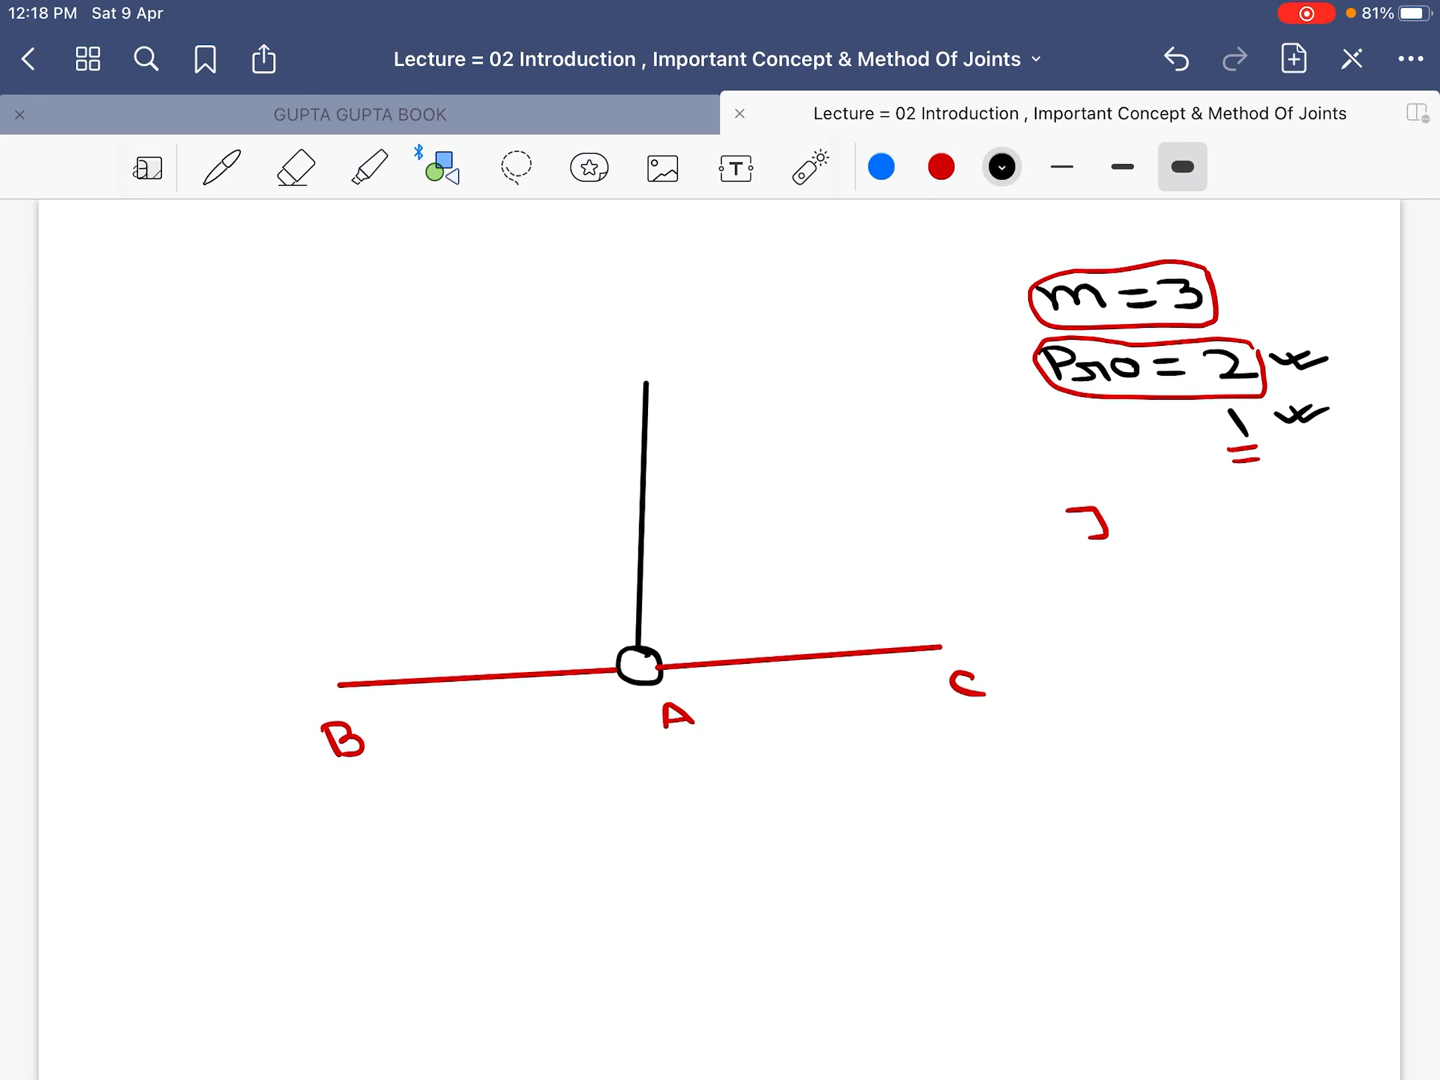 12:18 PM Sat 9 Apr 81%
Lecture = 02 Introduction , Important Concept & Method Of Joints
GUPTA GUPTA BOOK
Lecture = 02 Introduction , Important Concept & Method Of Joints
T
m = 3
Pro = 2
1
A
C
B